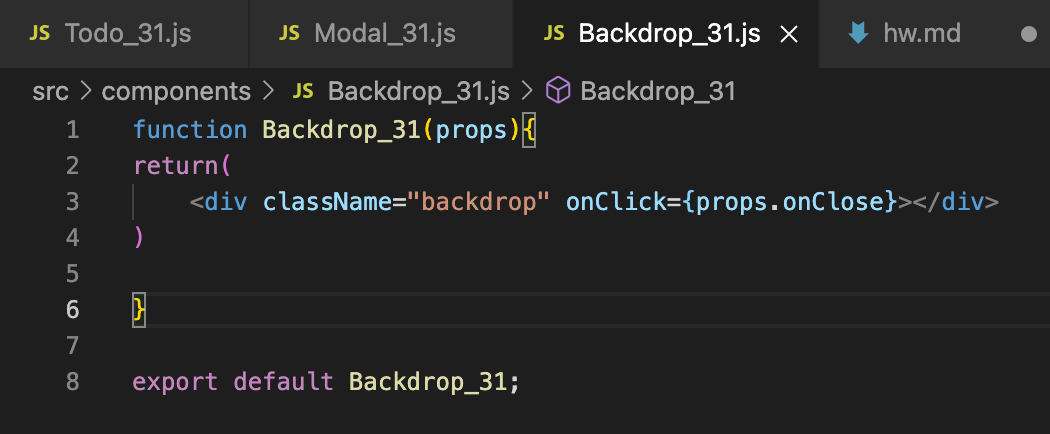 JS Todo_31.js JS Modal_31.js JS Backdrop_31.js × hw.md ●
src > components > JS Backdrop_31.js > Backdrop_31
1 function Backdrop_31(props){
2 return(
3     <div className="backdrop" onClick={props.onClose}></div>
4 )
5
6 }
7
8 export default Backdrop_31;